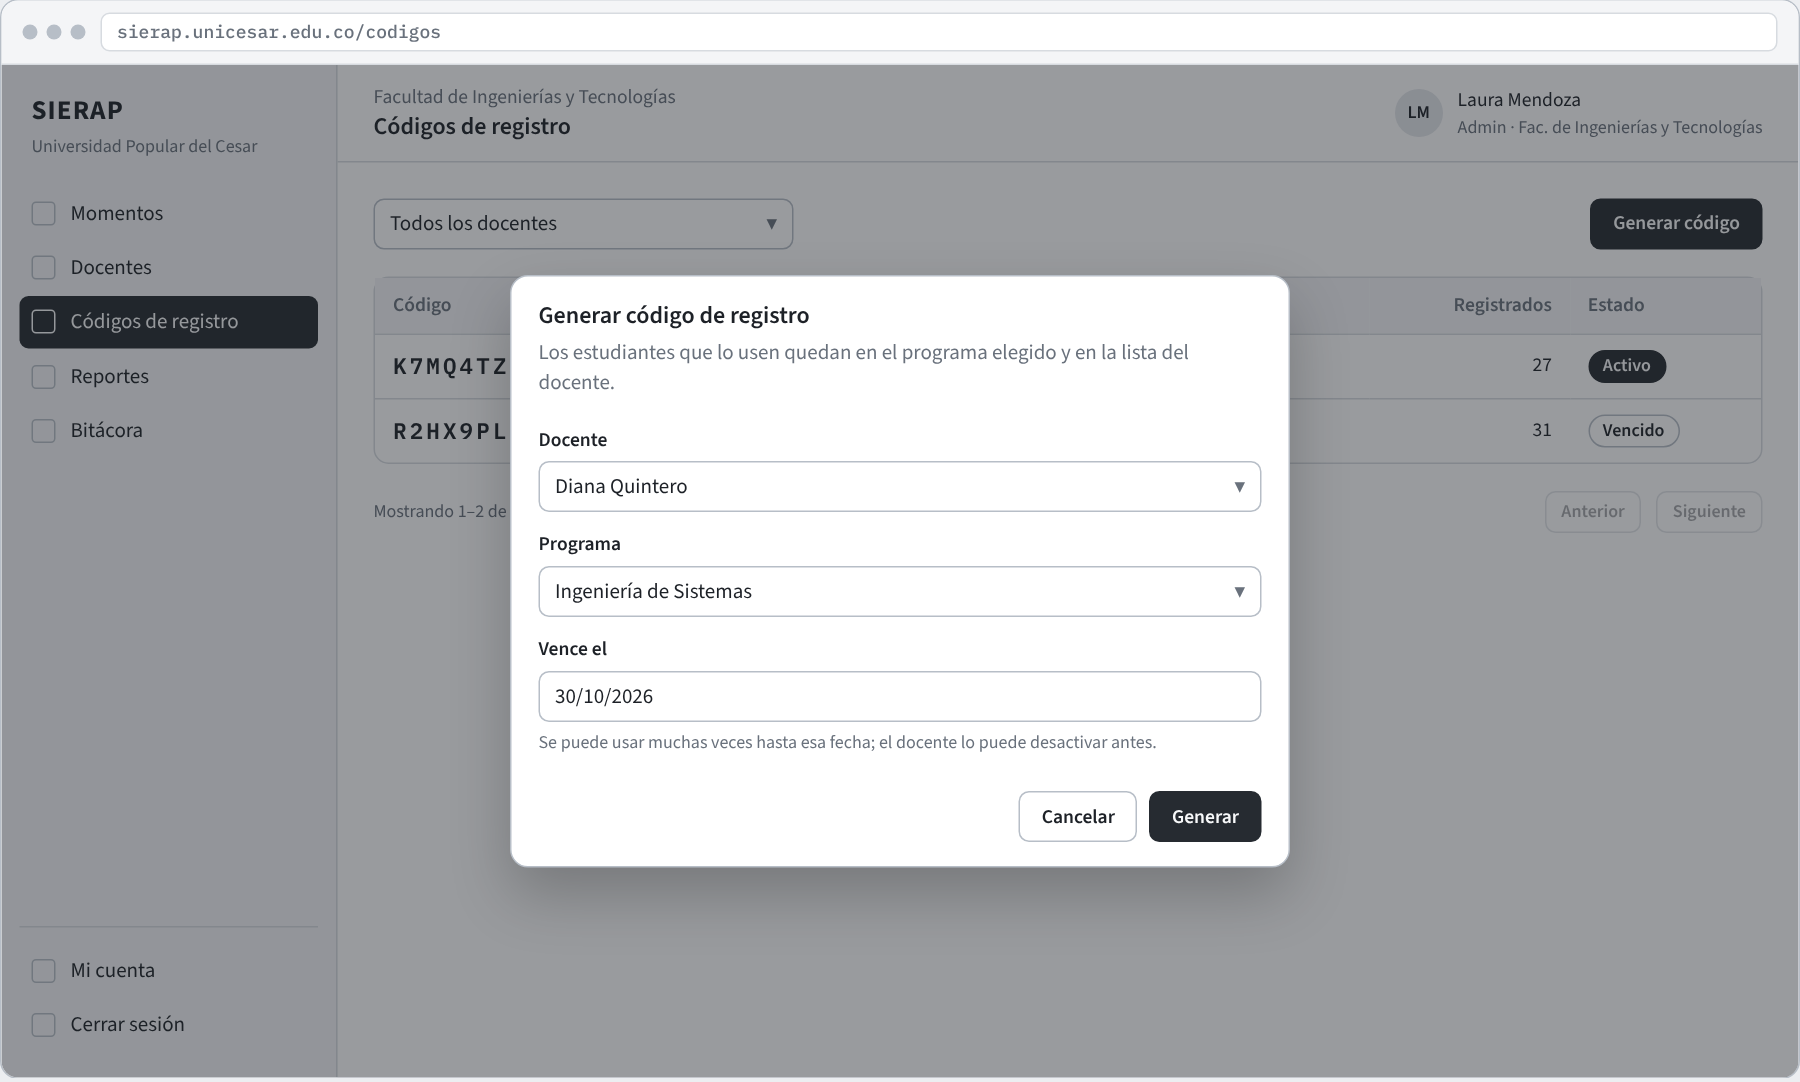 sierap.unicesar.edu.co/codigos
SIERAP
Universidad Popular del Cesar
Momentos
Docentes
Códigos de registro
Reportes
Bitácora
Mi cuenta
Cerrar sesión
Facultad de Ingenierías y Tecnologías
Códigos de registro
LM
Laura Mendoza
Admin · Fac. de Ingenierías y Tecnologías
Todos los docentes ▼
Generar código
Código Registrados Estado
K7MQ4TZ 27 Activo
R2HX9PL 31 Vencido
Mostrando 1–2 de
Anterior Siguiente
Generar código de registro
Los estudiantes que lo usen quedan en el programa elegido y en la lista del
docente.
Docente
Diana Quintero ▼
Programa
Ingeniería de Sistemas ▼
Vence el
30/10/2026
Se puede usar muchas veces hasta esa fecha; el docente lo puede desactivar antes.
Cancelar Generar